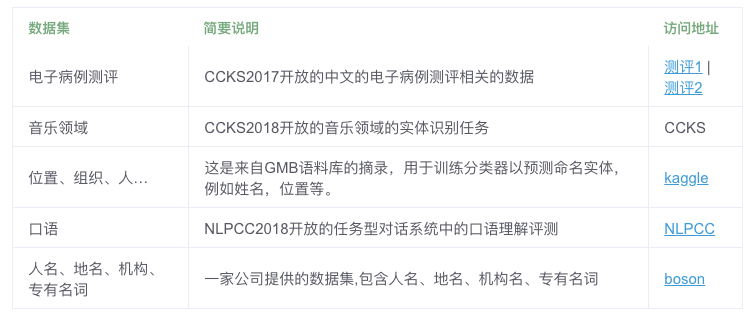 数据集 简要说明 访问地址
电子病例测评 CCKS2017开放的中文的电子病例测评相关的数据 测评1 |
测评2
音乐领域 CCKS2018开放的音乐领域的实体识别任务 CCKS
位置、组织、人… 这是来自GMB语料库的摘录，用于训练分类器以预测命名实体，
例如姓名，位置等。 kaggle
口语 NLPCC2018开放的任务型对话系统中的口语理解评测 NLPCC
人名、地名、机构、
专有名词 一家公司提供的数据集,包含人名、地名、机构名、专有名词 boson